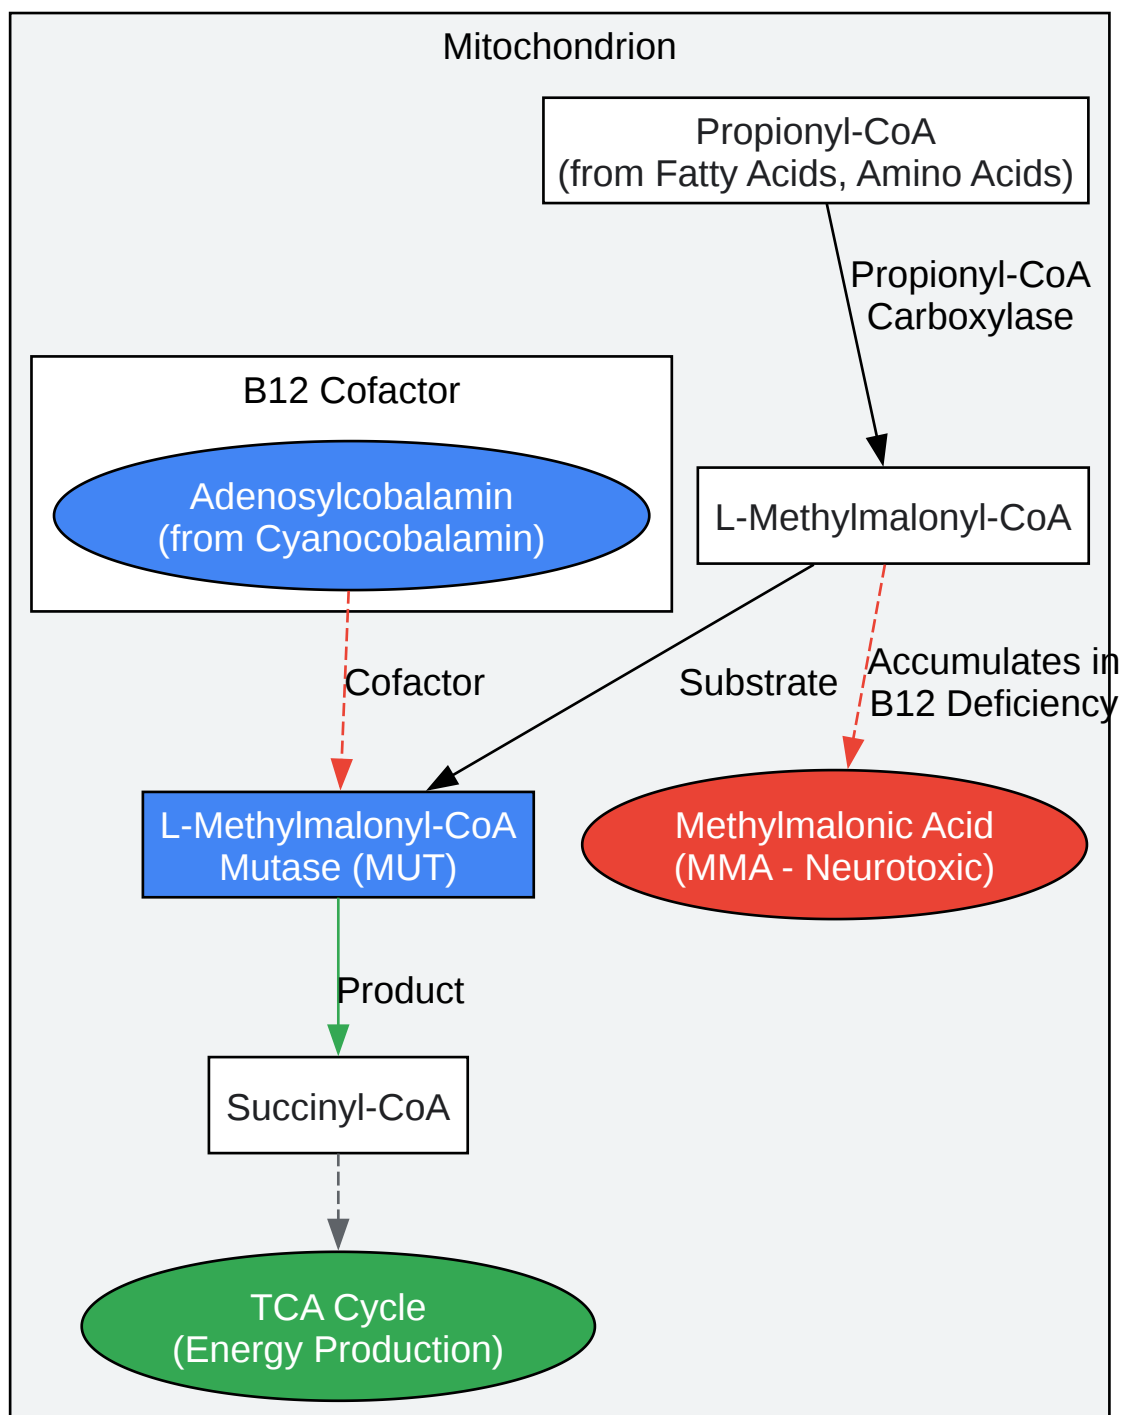 Mitochondrion
Propionyl-CoA
(from Fatty Acids, Amino Acids)
Propionyl-CoA
Carboxylase
B12 Cofactor
Adenosylcobalamin
(from Cyanocobalamin)
L-Methylmalonyl-CoA
Cofactor
Substrate
Accumulates in
B12 Deficiency
L-Methylmalonyl-CoA
Mutase (MUT)
Methylmalonic Acid
(MMA - Neurotoxic)
Product
Succinyl-CoA
TCA Cycle
(Energy Production)